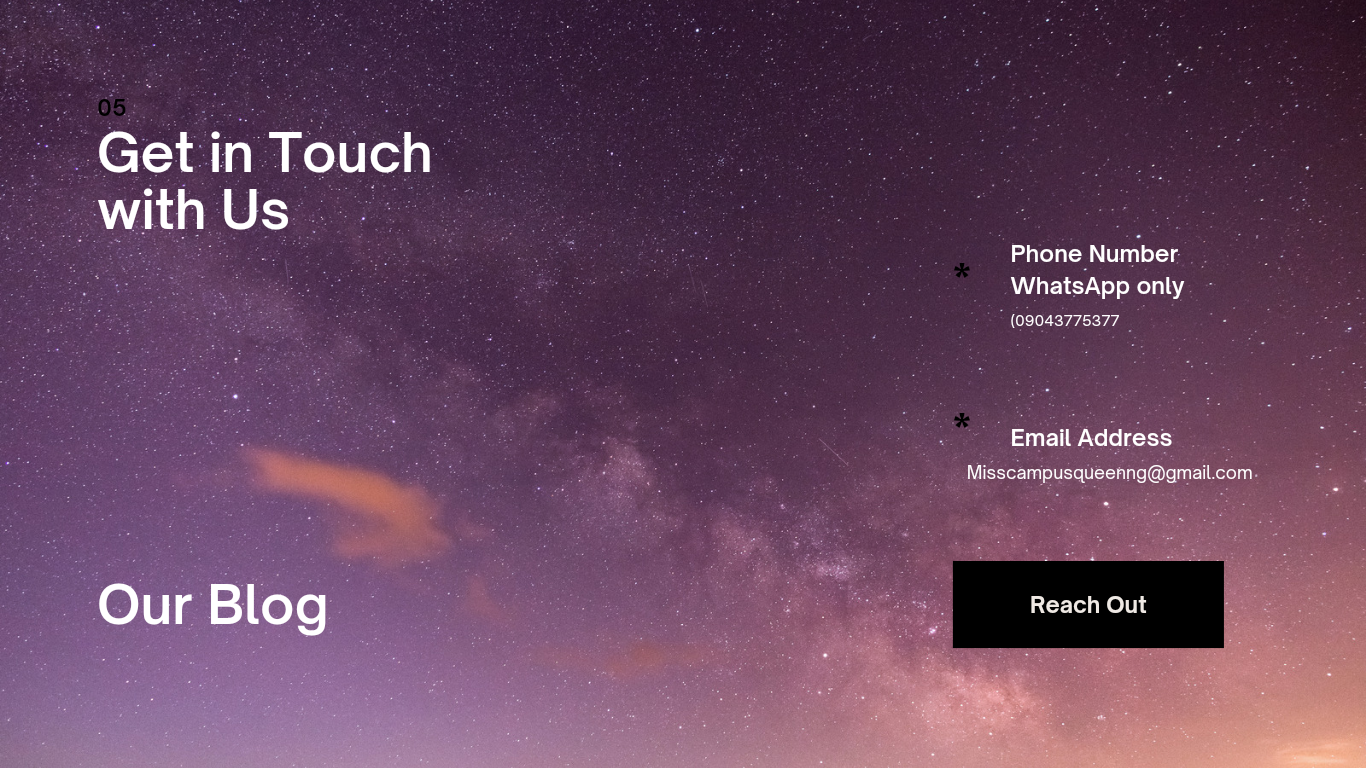 05
Get in Touch
with Us
*
Phone Number
WhatsApp only
(09043775377
*
Email Address
Misscampusqueenng@gmail.com
Our Blog
Reach Out